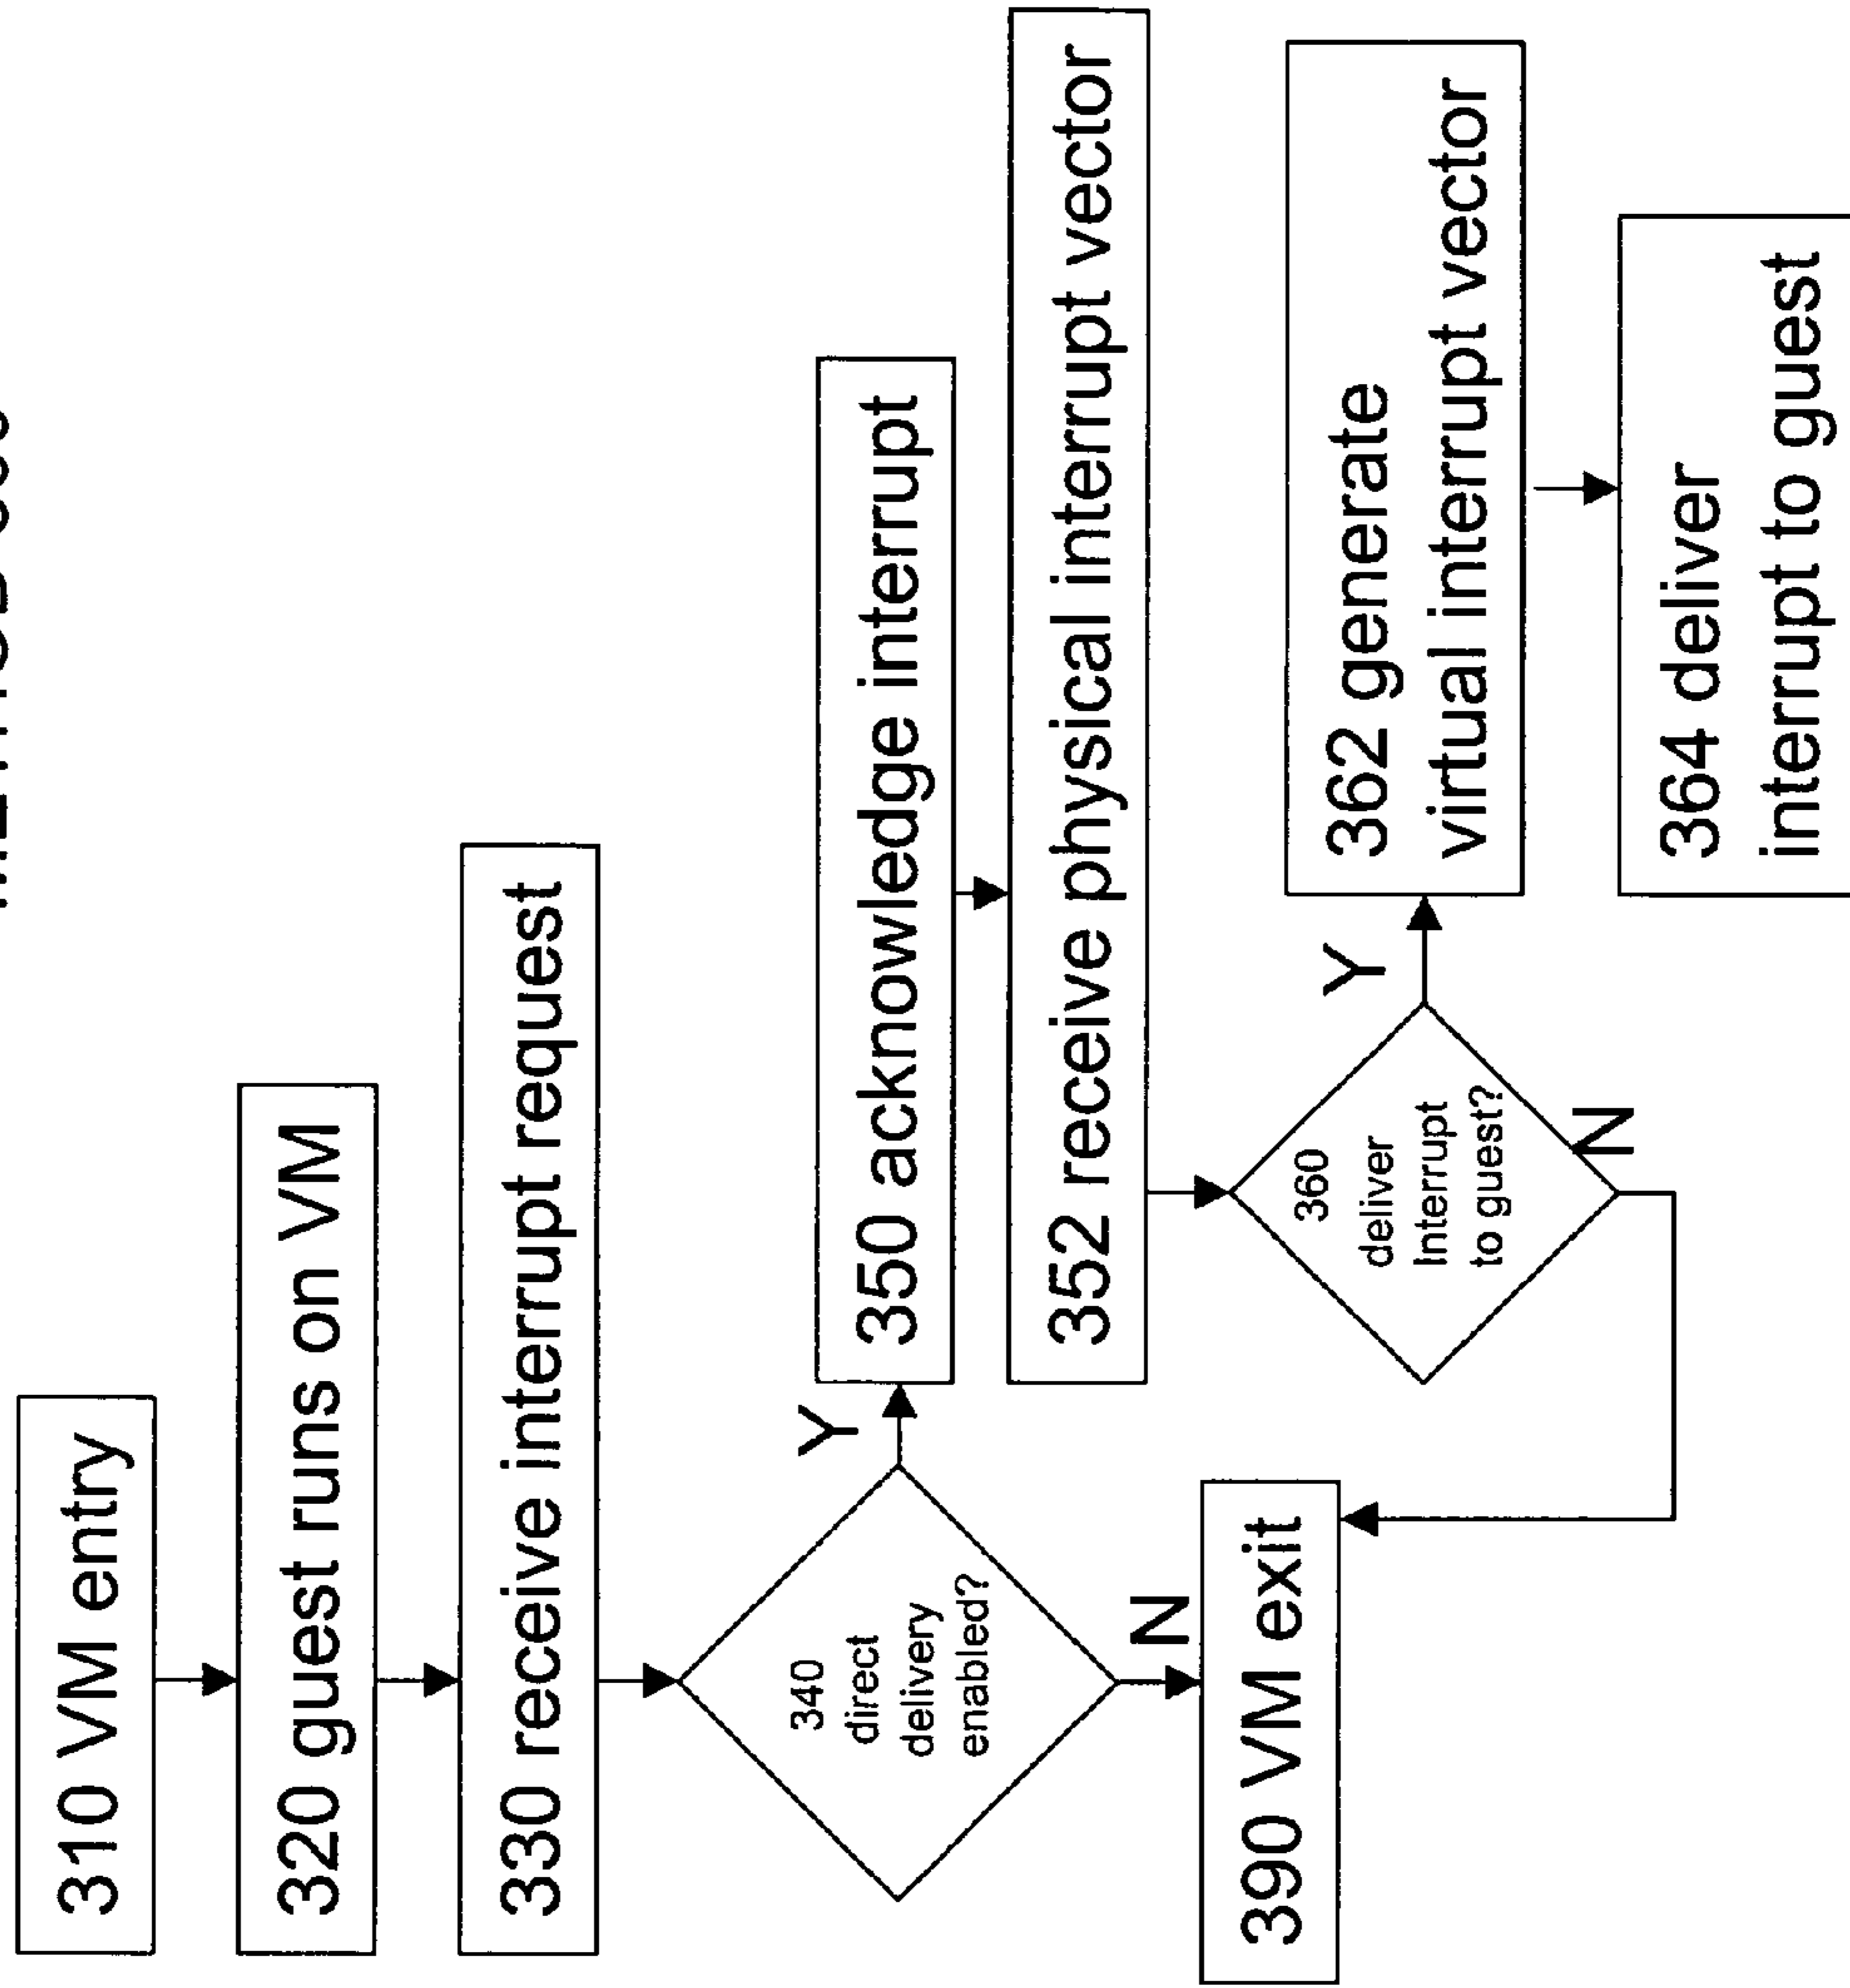 310 VM entry
320 guest runs on VM
330 receive interrupt request
340
direct
delivery
enabled?
Y
N
350 acknowledge interrupt
352 receive physical interrupt vector
360
deliver
Interrupt
to guest?
Y
N
362 generate
virtual interrupt vector
364 deliver
interrupt to guest
390 VM exit